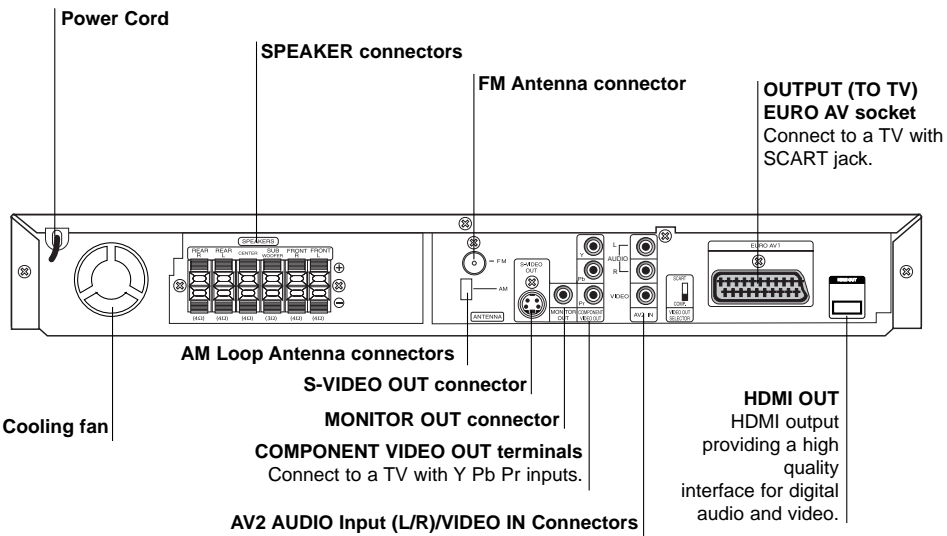 Power Cord
SPEAKER connectors
FM Antenna connector
OUTPUT (TO TV)
EURO AV socket
Connect to a TV with
SCART jack.
SPEAKERS
REAR R
REAR L
CENTER
SUB WOOFER
FRONT R
FRONT L
(4Ω)
(4Ω)
(4Ω)
(3Ω)
(4Ω)
(4Ω)
FM
AM
ANTENNA
S-VIDEO
OUT
MONITOR
OUT
Y
Pb
Pr
COMPONENT
VIDEO OUT
L
AUDIO
R
VIDEO
AV2 IN
SCART
COMP.
VIDEO OUT
SELECTOR
EURO AV1
AM Loop Antenna connectors
S-VIDEO OUT connector
MONITOR OUT connector
Cooling fan
COMPONENT VIDEO OUT terminals
Connect to a TV with Y Pb Pr inputs.
AV2 AUDIO Input (L/R)/VIDEO IN Connectors
HDMI OUT
HDMI output
providing a high
quality
interface for digital
audio and video.